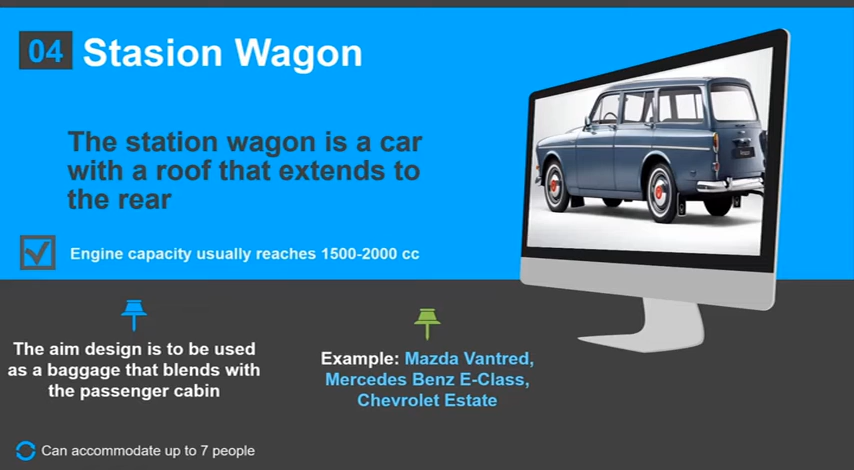 04 Stasion Wagon
The station wagon is a car
with a roof that extends to
the rear
Engine capacity usually reaches 1500-2000 cc
The aim design is to be used
as a baggage that blends with
the passenger cabin
Example: Mazda Vantred,
Mercedes Benz E-Class,
Chevrolet Estate
Can accommodate up to 7 people